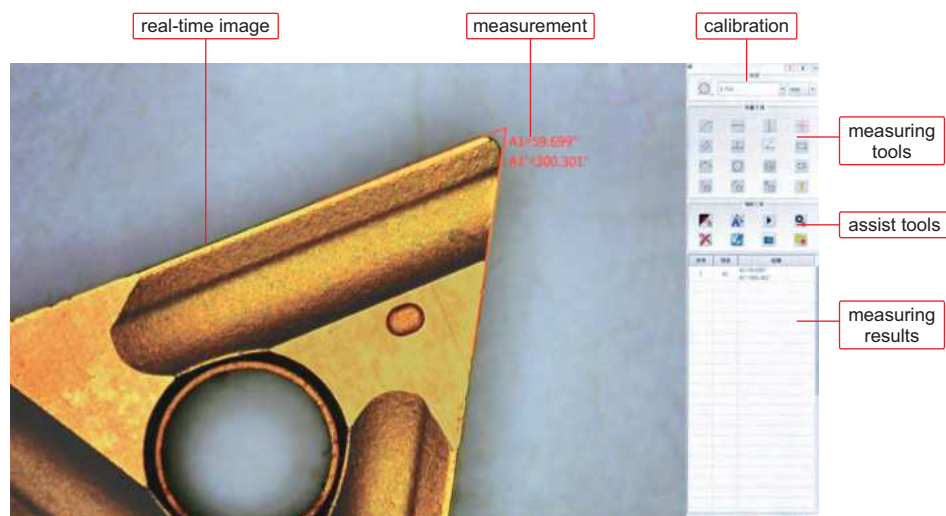 real-time image
measurement
calibration
A1=59.699°
A1'=300.301°
measuring
tools
assist tools
measuring
results